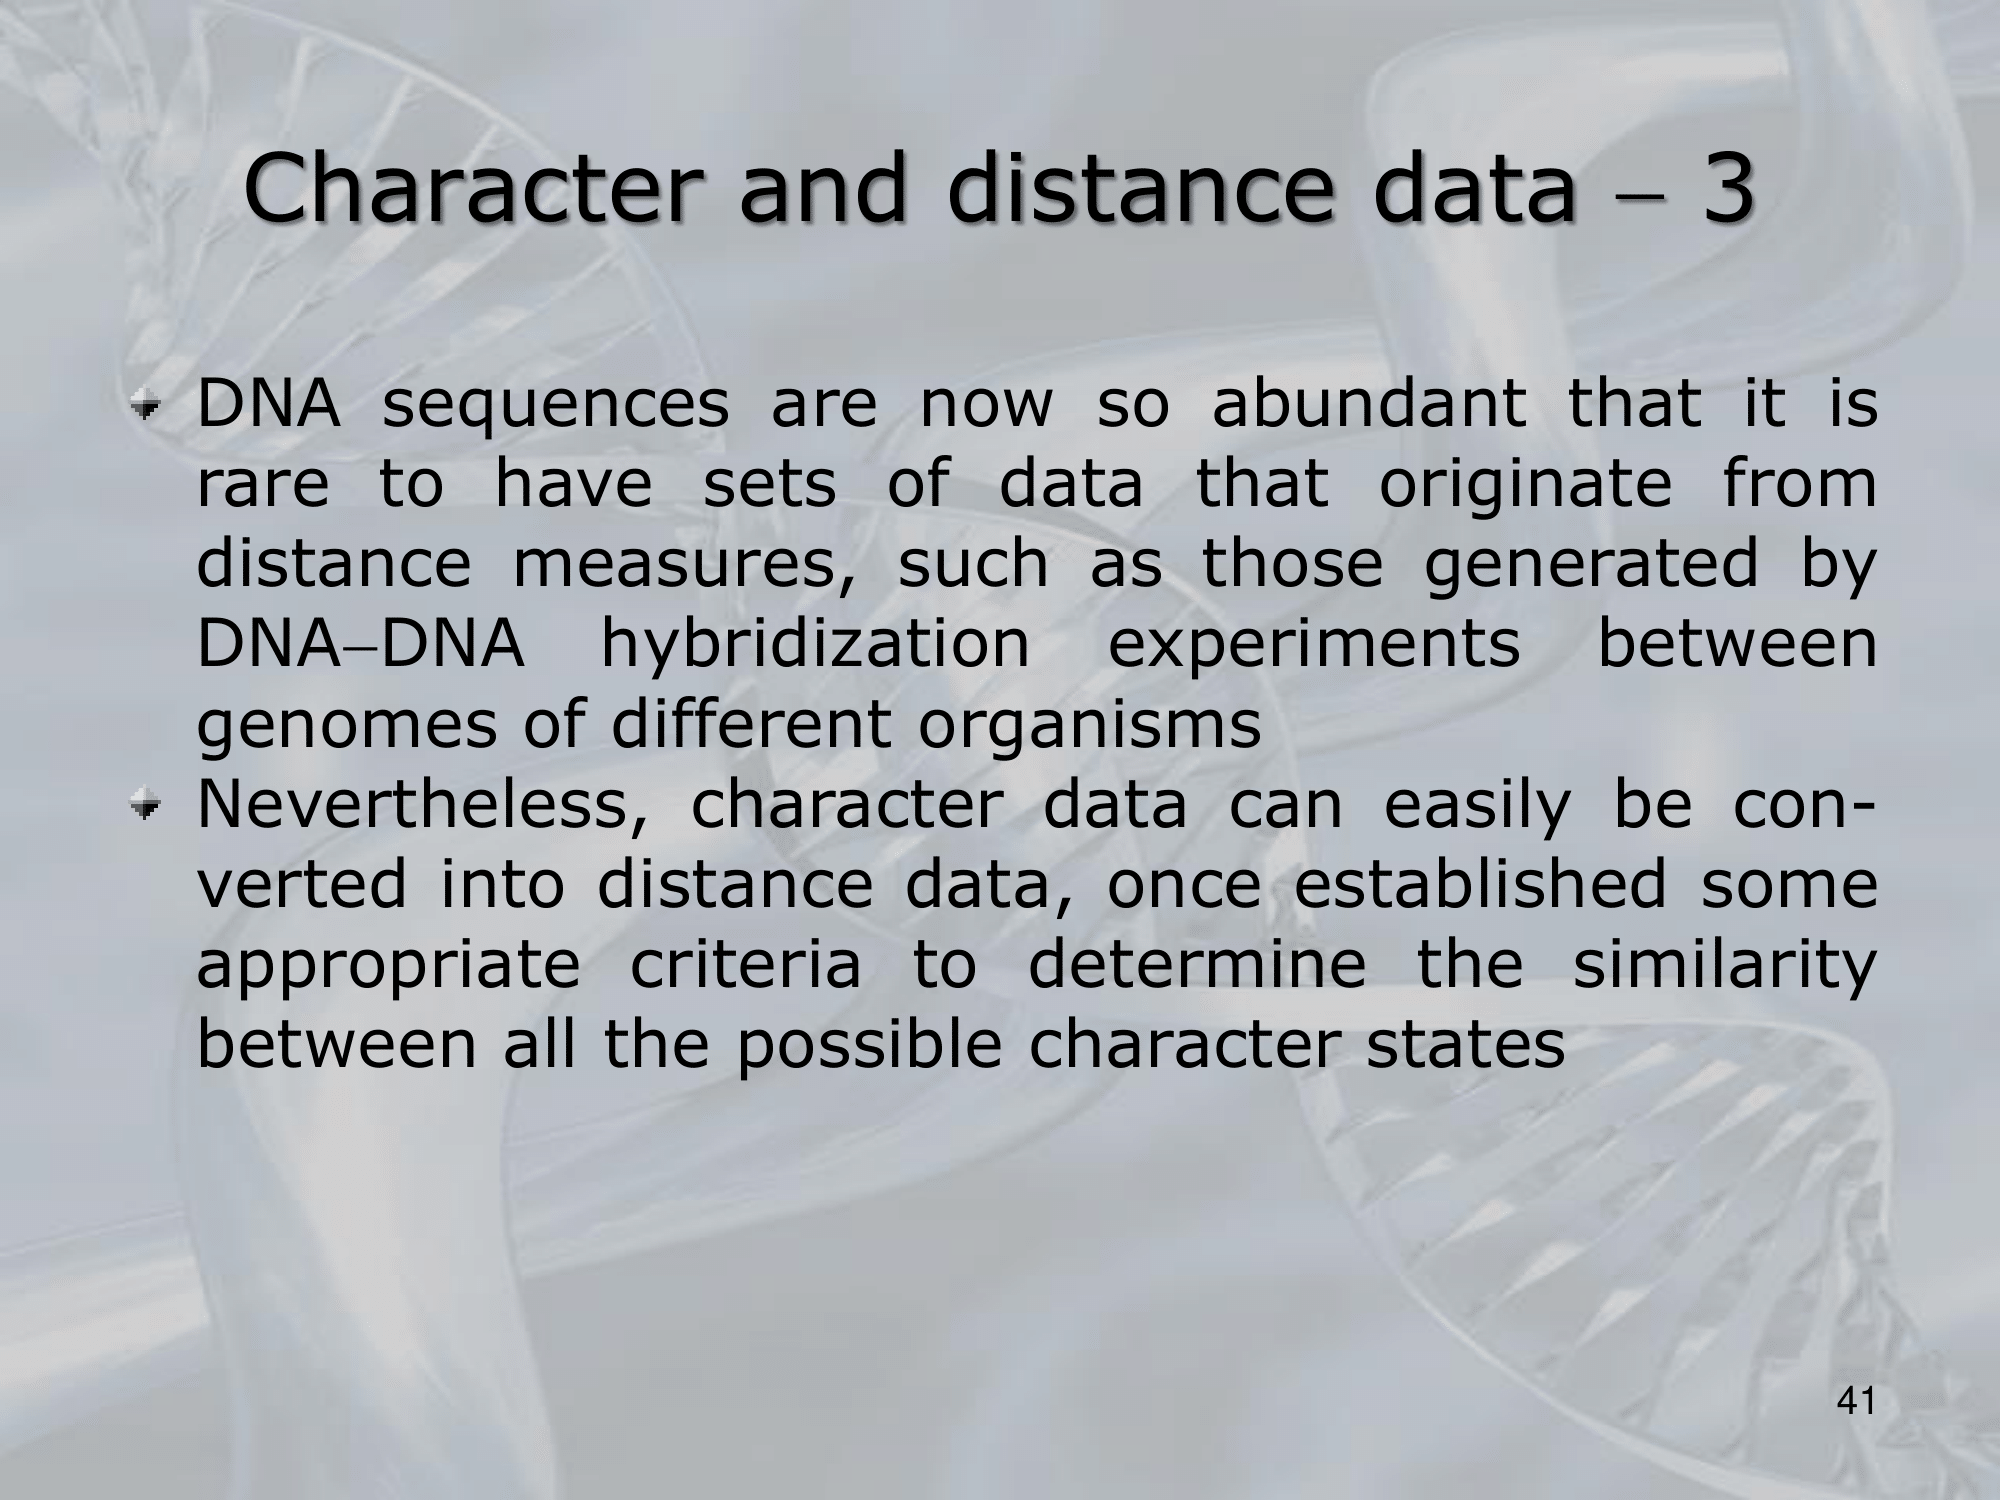 Character and distance data – 3
DNA sequences are now so abundant that it is
rare to have sets of data that originate from
distance measures, such as those generated by
DNA–DNA hybridization experiments between
genomes of different organisms
Nevertheless, character data can easily be con-
verted into distance data, once established some
appropriate criteria to determine the similarity
between all the possible character states
41